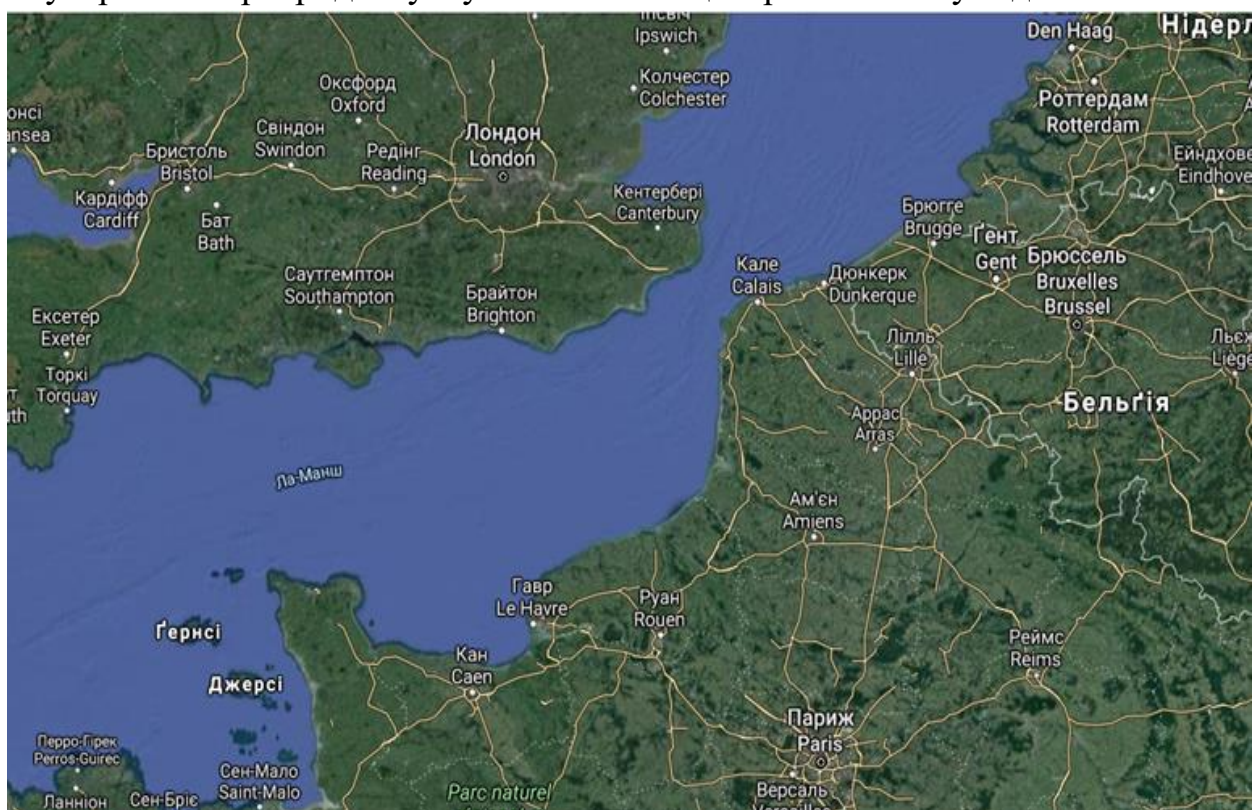 Іпсвіч
Ipswich
Den Haag
Колчестер
Colchester
Оксфорд
Oxford
Роттердам
Rotterdam
Свіндон
Swindon
Лондон
London
Бристоль
Bristol
Редінг
Reading
Кардіфф
Cardiff
Бат
Bath
Кентербері
Canterbury
Брюгге
Brugge
Ґент
Gent
Брюссель
Bruxelles
Brussel
Кале
Calais
Дюнкерк
Dunkerque
Саутгемптон
Southampton
Брайтон
Brighton
Ексетер
Exeter
Торкі
Torquay
Лілль
Lille
Liège
Бельґія
Аррас
Arras
Ла-Манш
Ам'єн
Amiens
Гавр
Le Havre
Руан
Rouen
Ґернсі
Реймс
Reims
Кан
Caen
Джерсі
Париж
Paris
Перро-Гірек
Perros-Guirec
Сен-Мало
Saint-Malo
Версаль
Ланніон
Сен-Бріє
Parc naturel